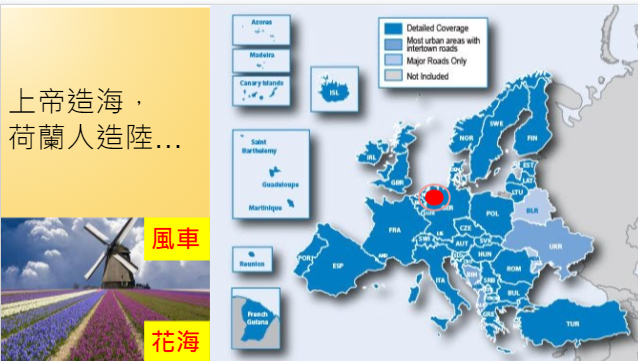 上帝造海，
荷蘭人造陸…
風車
花海
Azores
Madeira
Canary Islands
ISL
Saint
Barthelemy
Guadeloupe
Martinique
Reunion
French
Guiana
Detailed Coverage
Most urban areas with
intertown roads
Major Roads Only
Not Included
NOR
SWE
FIN
EST
LAT
LTU
IRL
GBR
BLR
POL
UKR
CZE
FRA
AUT
SVK
SWI
HUN
ROM
ITA
SRB
BUL
POR
ESP
TUR